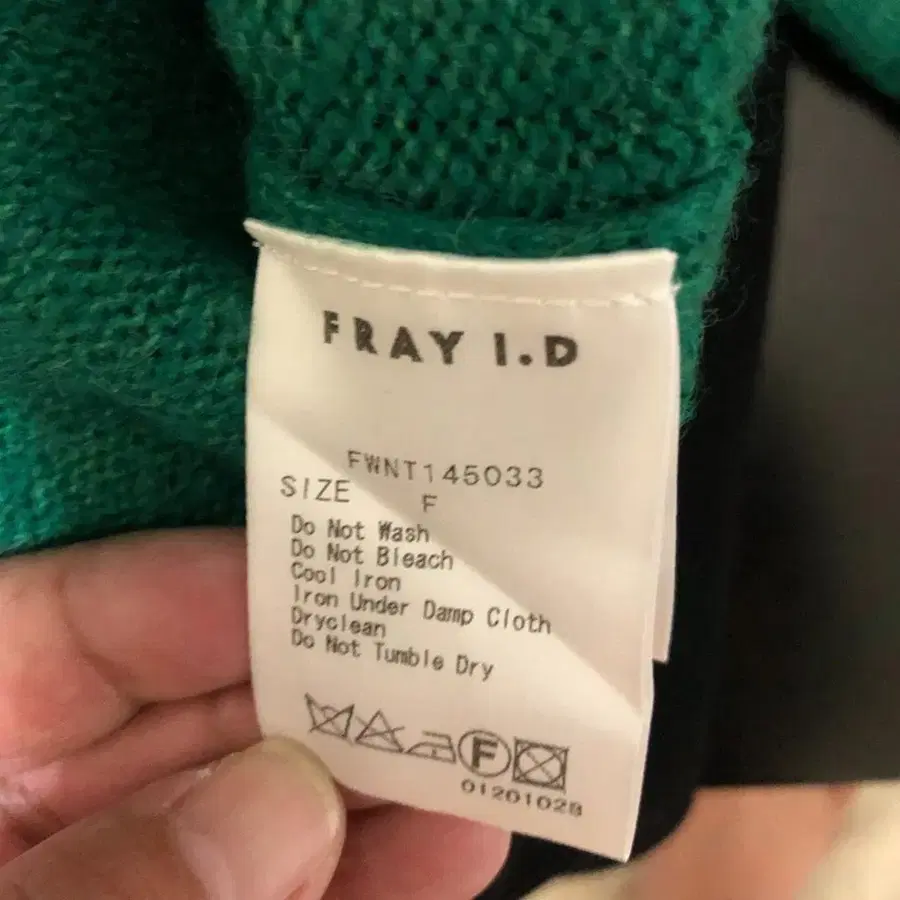 FRAY I.D
FWNT145033
SIZE F
Do Not Wash
Do Not Bleach
Cool Iron
Iron Under Damp Cloth
Dryclean
Do Not Tumble Dry
F
01201028